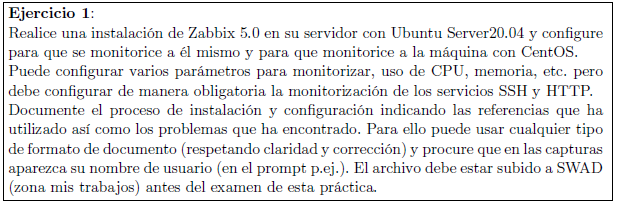 Ejercicio 1:
Realice una instalación de Zabbix 5.0 en su servidor con Ubuntu Server20.04 y configure
para que se monitorice a él mismo y para que monitorice a la máquina con CentOS.
Puede configurar varios parámetros para monitorizar, uso de CPU, memoria, etc. pero
debe configurar de manera obligatoria la monitorización de los servicios SSH y HTTP.
Documente el proceso de instalación y configuración indicando las referencias que ha
utilizado así como los problemas que ha encontrado. Para ello puede usar cualquier tipo
de formato de documento (respetando claridad y corrección) y procure que en las capturas
aparezca su nombre de usuario (en el prompt p.ej.). El archivo debe estar subido a SWAD
(zona mis trabajos) antes del examen de esta práctica.